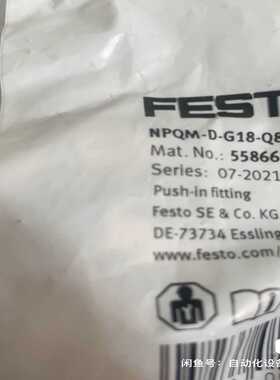 FEST
NPQM-D-G18-Q8
Mat. No.: 55866
Series: 07-2021
Push-in fitting
Festo SE & Co. KG
DE-73734 Essling
www.festo.com/
闲鱼号：自动化设备